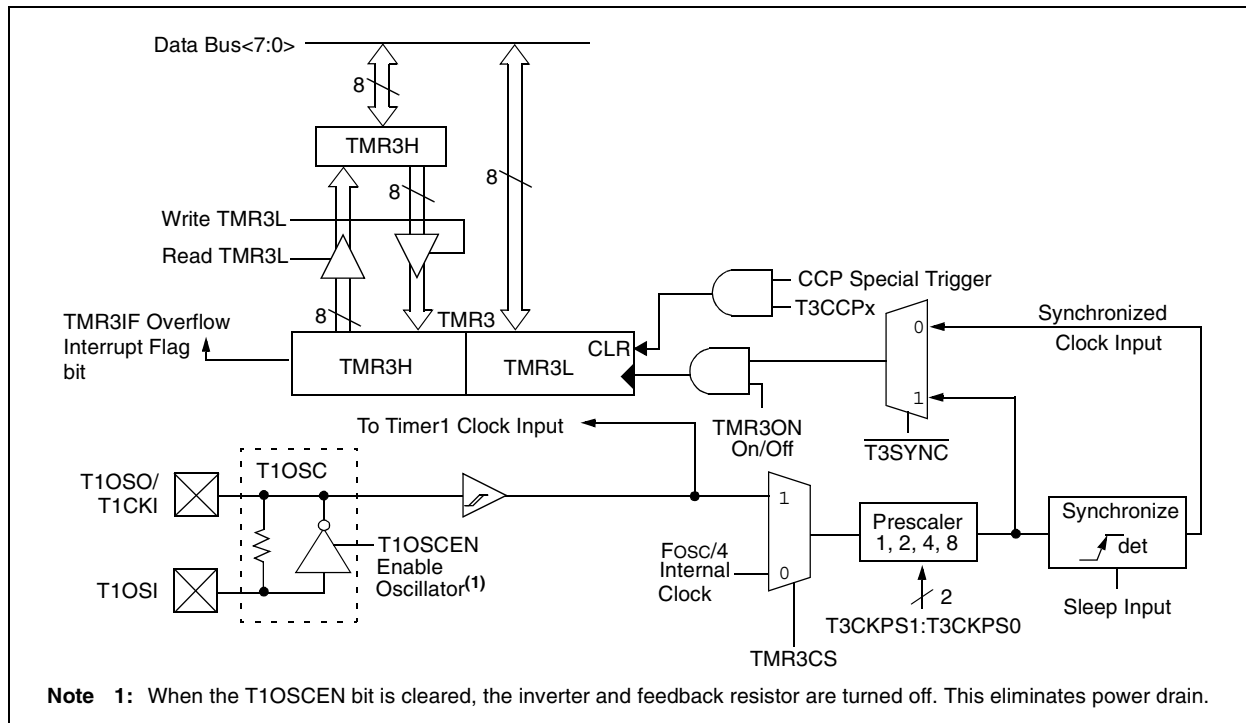 Data Bus<7:0>
8
TMR3H
8
8
Write TMR3L
Read TMR3L
CCP Special Trigger
T3CCPx
8
TMR3
TMR3IF Overflow
Interrupt Flag
bit
TMR3H
TMR3L
CLR
0
1
Synchronized
Clock Input
To Timer1 Clock Input
TMR3ON
On/Off
T3SYNC
T1OSO/
T1CKI
T1OSC
1
Prescaler
1, 2, 4, 8
Synchronize
det
T1OSCEN
Enable
Oscillator(1)
FOSC/4
Internal
Clock
0
T1OSI
2
T3CKPS1:T3CKPS0
Sleep Input
TMR3CS
Note 1: When the T1OSCEN bit is cleared, the inverter and feedback resistor are turned off. This eliminates power drain.